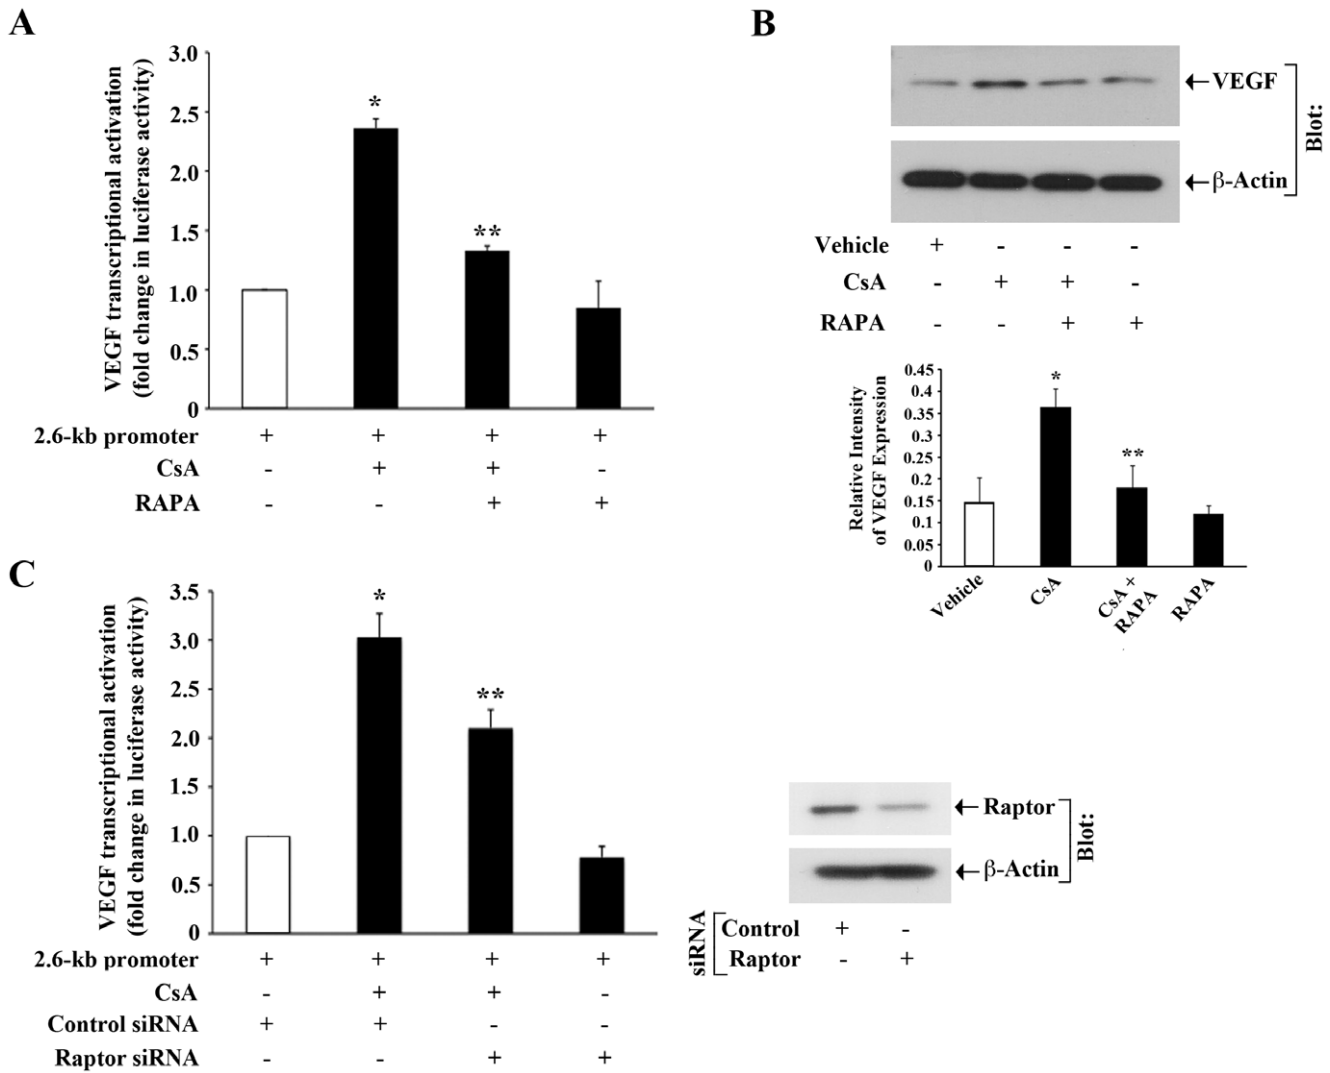 A
VEGF transcriptional activation
(fold change in luciferase activity)
3.0
2.5
2.0
1.5
1.0
0.5
0
*
**
2.6-kb promoter + + + +
CsA - + + -
RAPA - - + +
B
VEGF
β-Actin
Blot:
Vehicle + - - -
CsA - + + -
RAPA - - + +
Relative Intensity
of VEGF Expression
0.45
0.4
0.35
0.3
0.25
0.2
0.15
0.1
0.05
0
*
**
Vehicle
CsA
CsA +
RAPA
RAPA
C
VEGF transcriptional activation
(fold change in luciferase activity)
3.5
3.0
2.5
2.0
1.5
1.0
0.5
0
*
**
2.6-kb promoter + + + +
CsA - + + -
Control siRNA + + - -
Raptor siRNA - - + +
Raptor
β-Actin
Blot:
siRNA
Control + -
Raptor - +